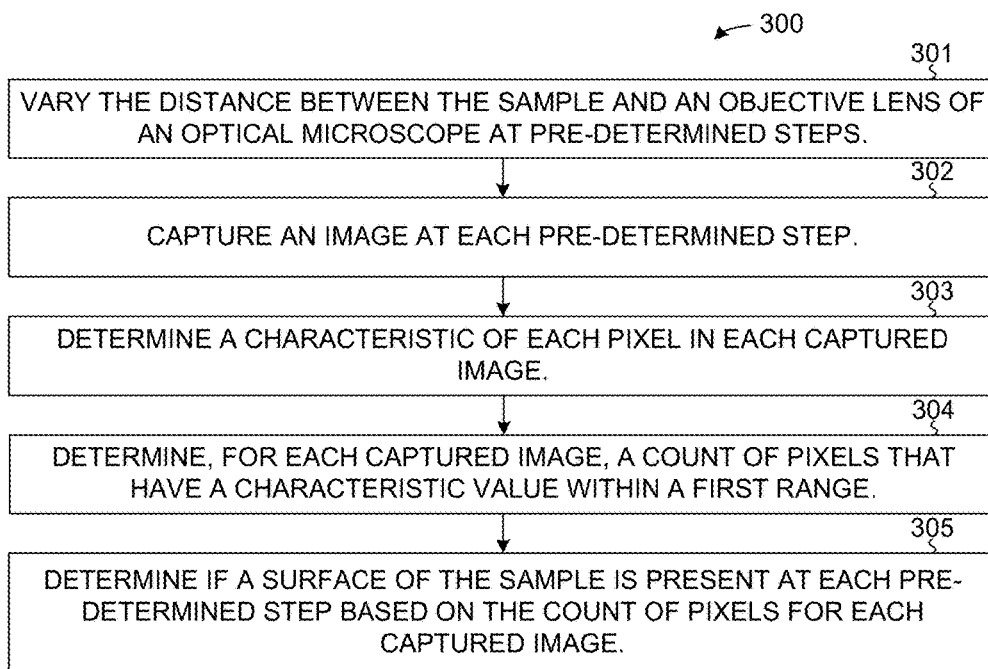 300
301
VARY THE DISTANCE BETWEEN THE SAMPLE AND AN OBJECTIVE LENS OF
AN OPTICAL MICROSCOPE AT PRE-DETERMINED STEPS.
302
CAPTURE AN IMAGE AT EACH PRE-DETERMINED STEP.
303
DETERMINE A CHARACTERISTIC OF EACH PIXEL IN EACH CAPTURED
IMAGE.
304
DETERMINE, FOR EACH CAPTURED IMAGE, A COUNT OF PIXELS THAT
HAVE A CHARACTERISTIC VALUE WITHIN A FIRST RANGE.
305
DETERMINE IF A SURFACE OF THE SAMPLE IS PRESENT AT EACH PRE-
DETERMINED STEP BASED ON THE COUNT OF PIXELS FOR EACH
CAPTURED IMAGE.